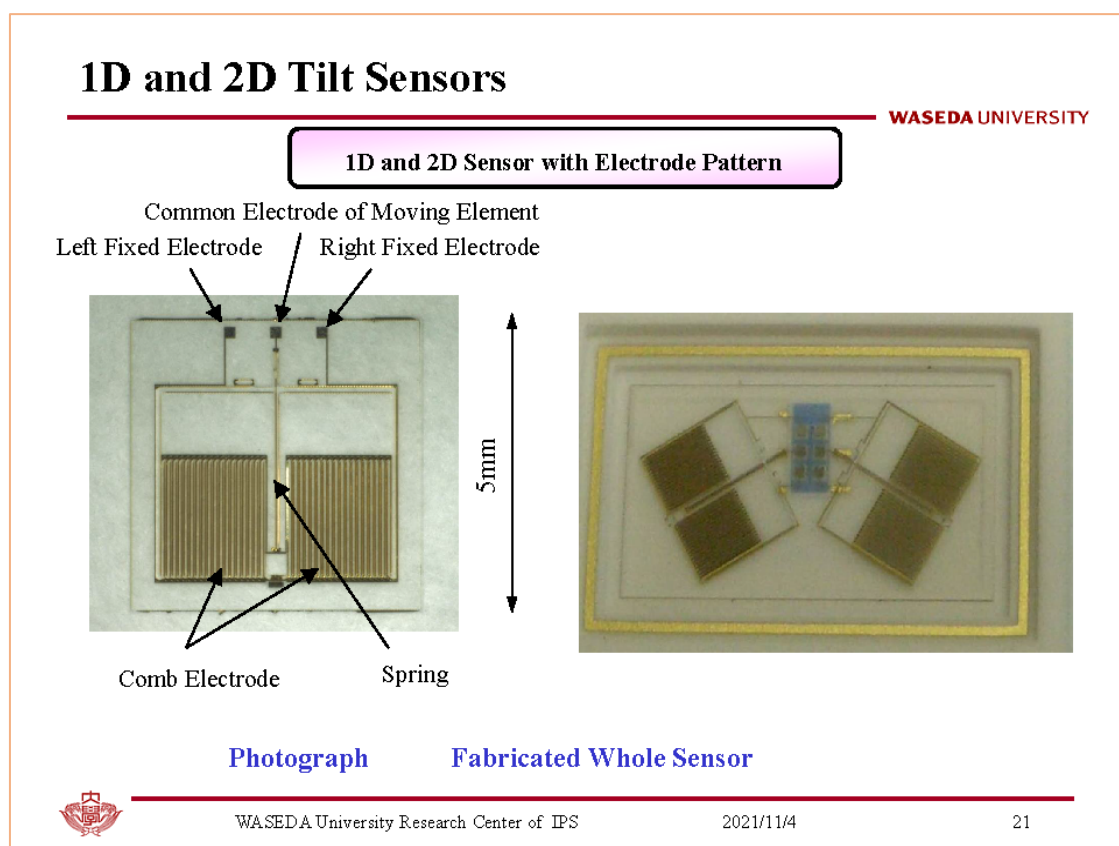 1D and 2D Tilt Sensors
WASEDA UNIVERSITY
1D and 2D Sensor with Electrode Pattern
Common Electrode of Moving Element
Left Fixed Electrode
Right Fixed Electrode
5mm
Comb Electrode
Spring
Photograph
Fabricated Whole Sensor
WASEDA University Research Center of IPS
2021/11/4
21